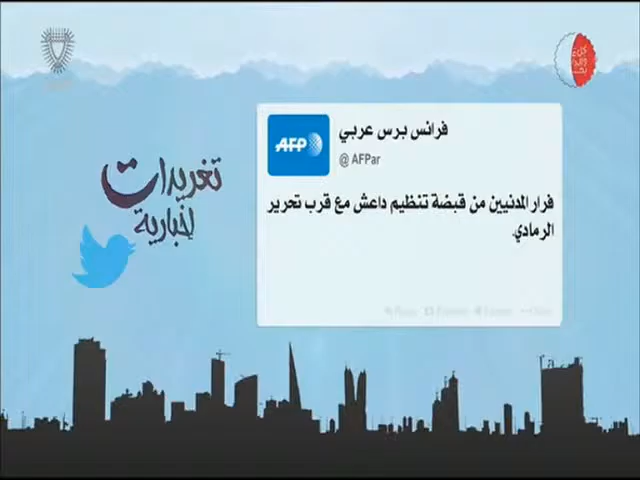 تغريدات
إخبارية
AFP
فرانس برس عربي
@ AFPar
فرار المدنيين من قبضة تنظيم داعش مع قرب تحرير
الرمادي.